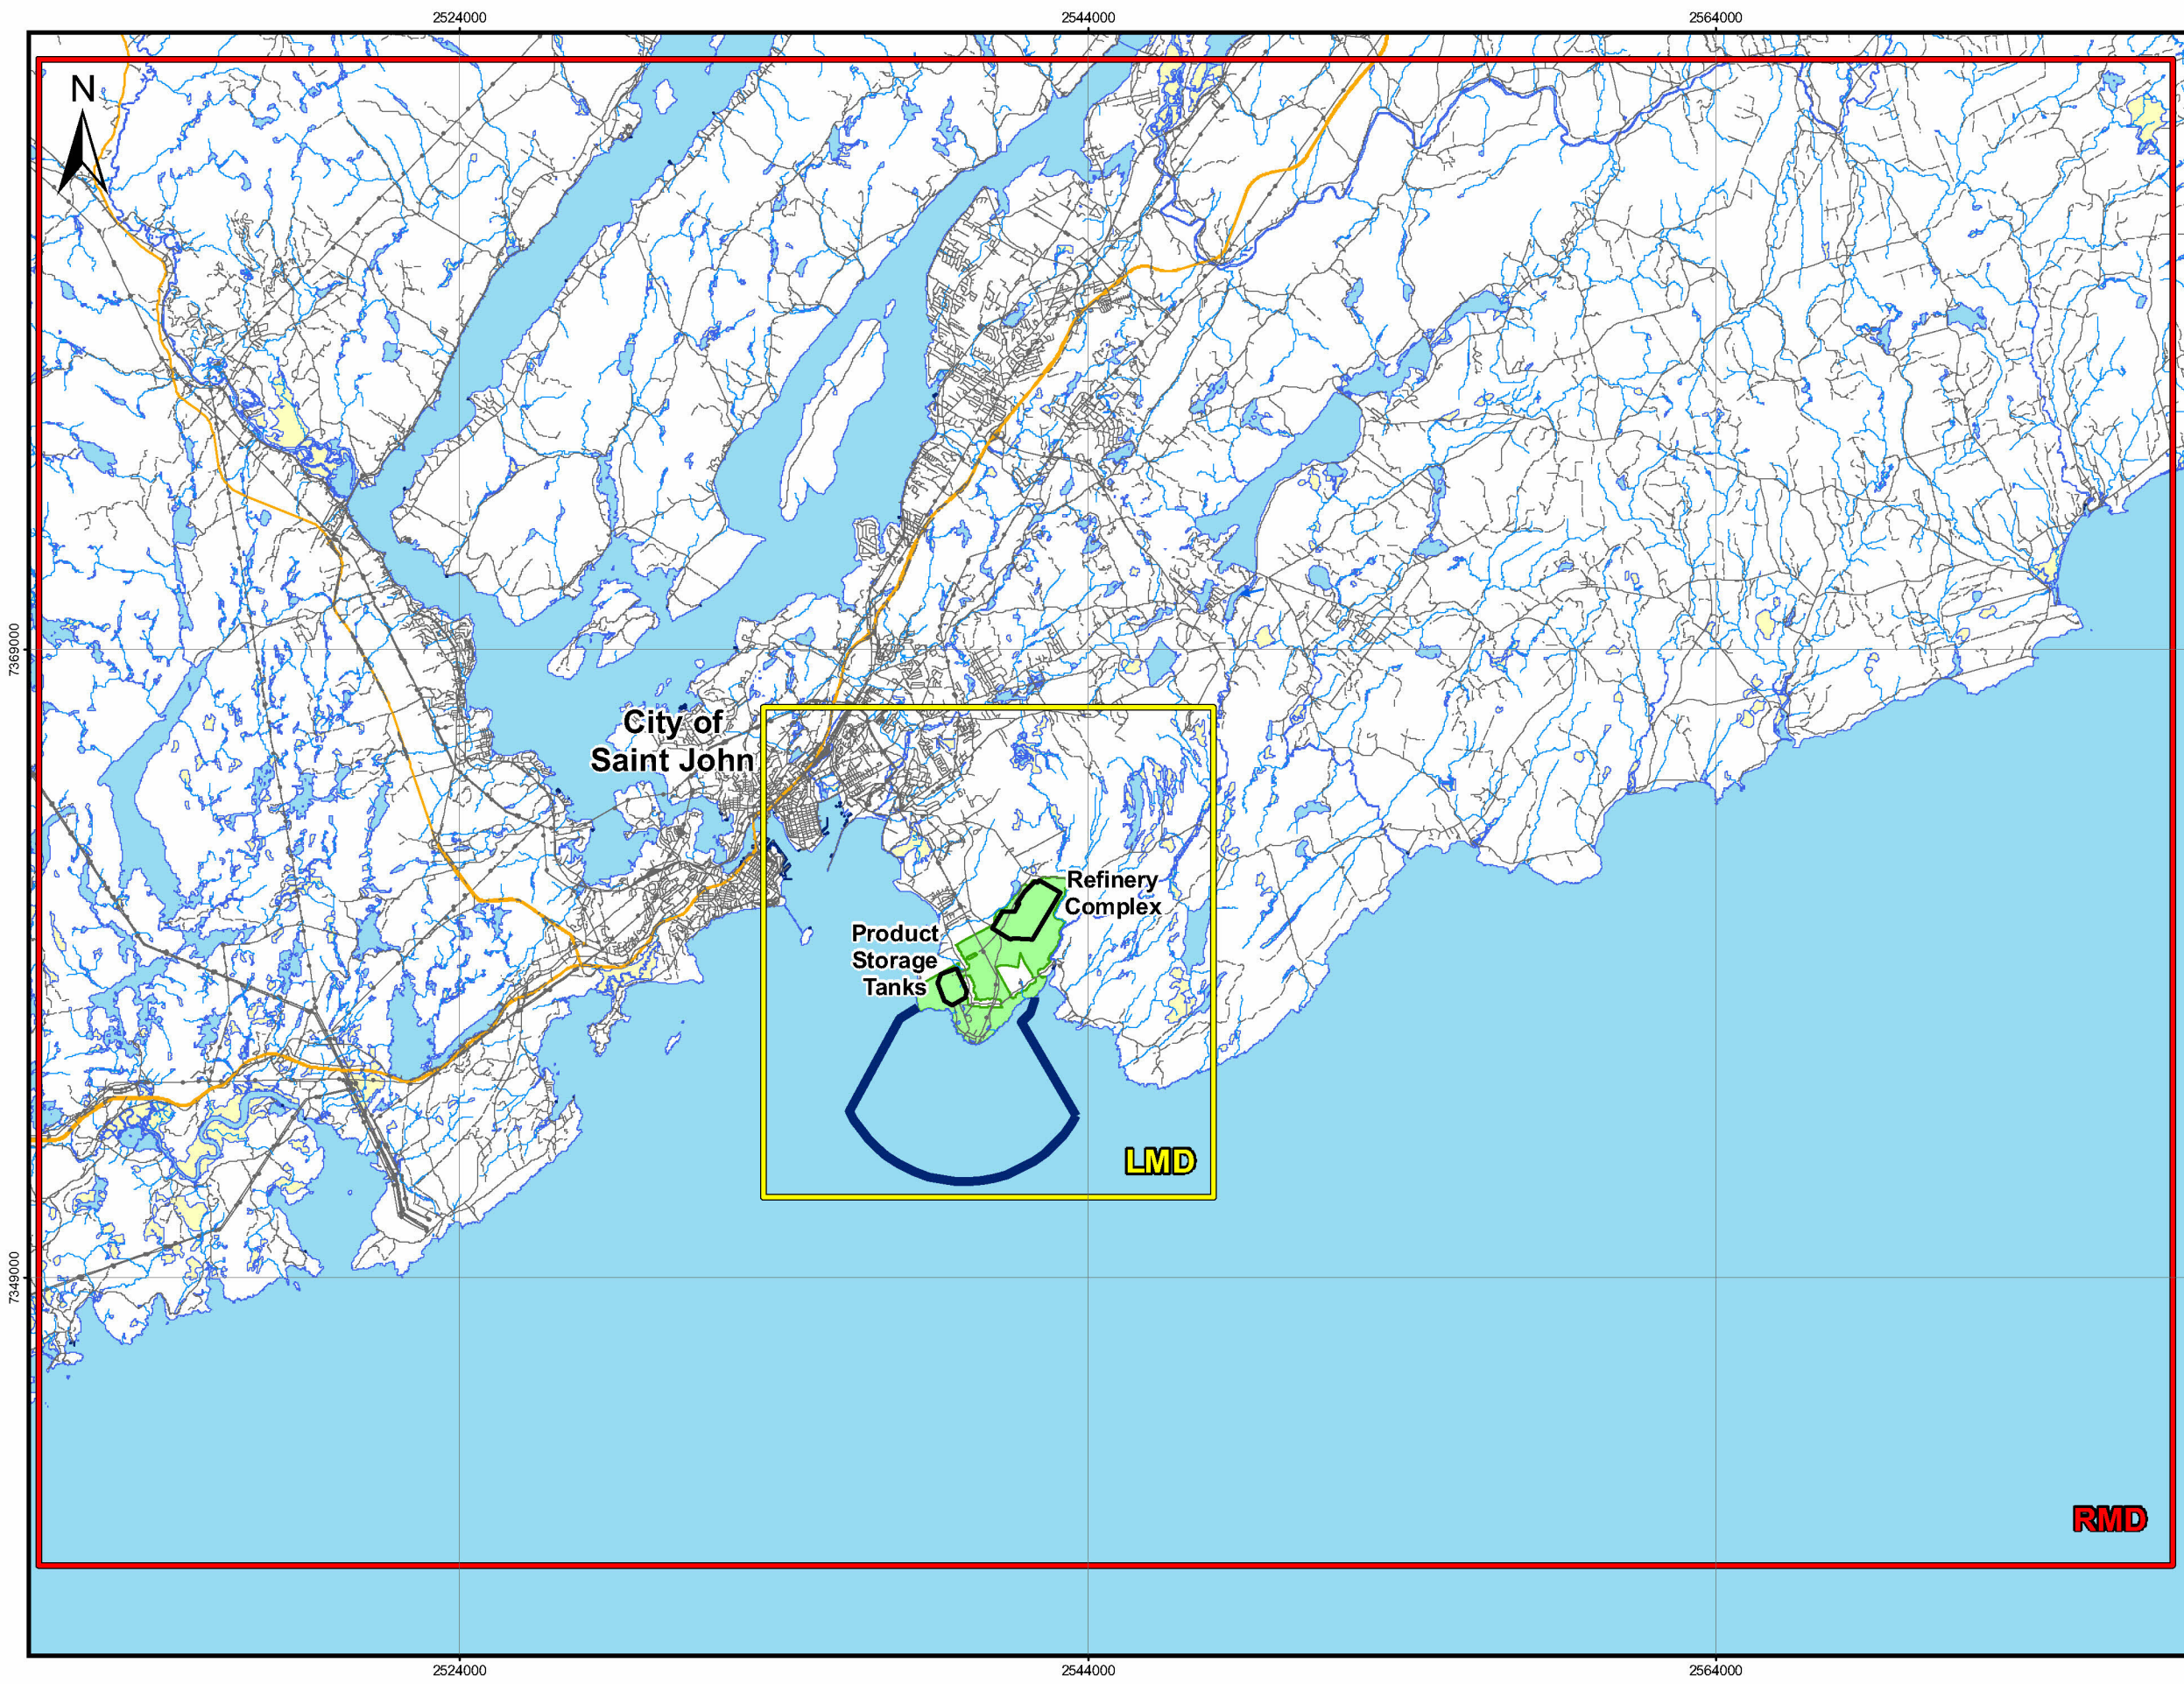 2524000 2544000 2564000
N
7369000
City of
Saint John
Refinery
Complex
Product
Storage
Tanks
LMD
7349000
RMD
2524000 2544000 2564000